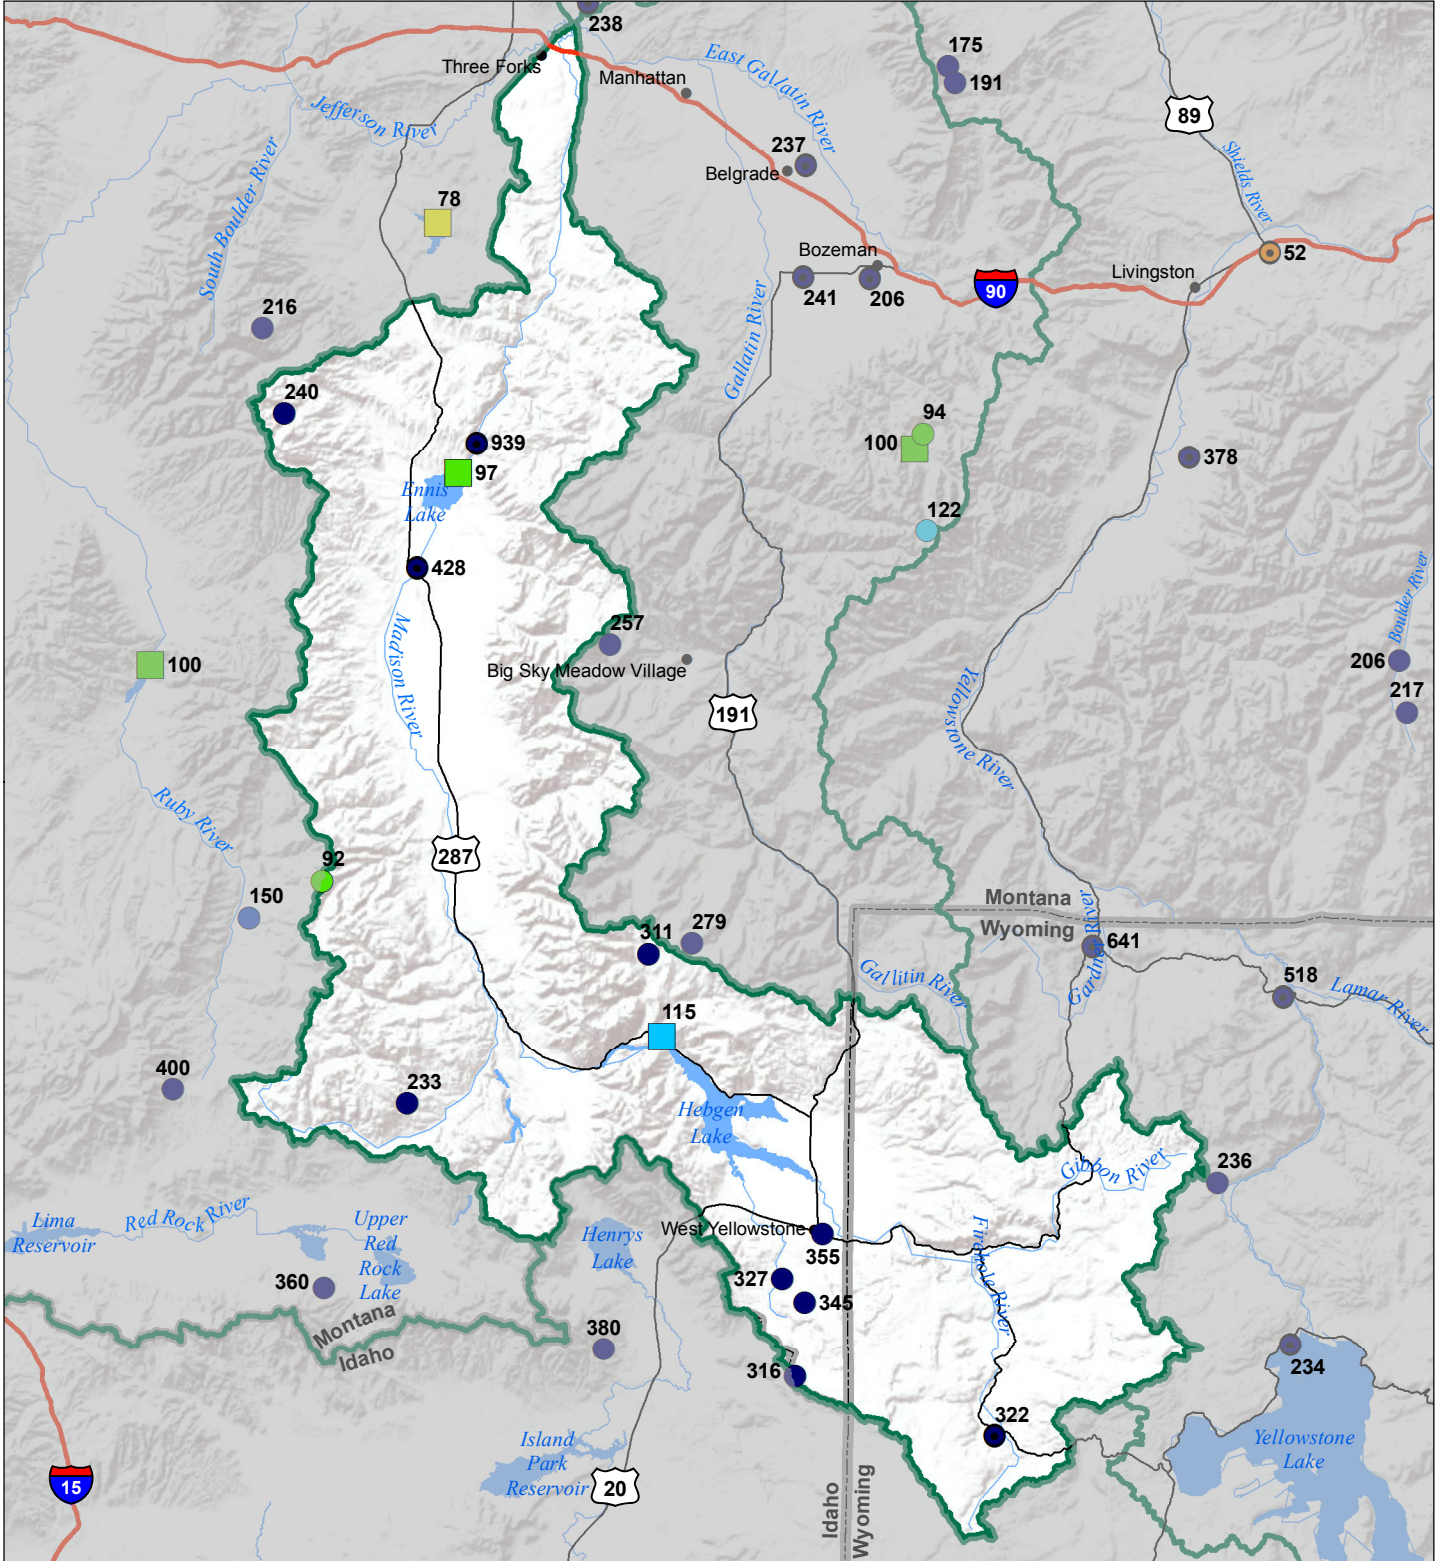 238
175
191
Three Forks
Manhattan
East Gallatin River
89
Jefferson River
237
Belgrade
Shields River
South Boulder River
78
Bozeman
52
Livingston
90
241
206
216
Gallatin River
240
94
100
939
97
378
Ennis
Lake
122
428
Madison River
257
Big Sky Meadow Village
Boulder River
206
217
100
191
Yellowstone River
Ruby River
287
92
150
Montana
Wyoming
311
279
Gardner River
641
Gallitin River
518
Lamar River
115
400
233
Hebgen
Lake
Gibbon River
236
Lima
Reservoir
Red Rock River
Upper
Red
Rock
Lake
Henrys
Lake
West Yellowstone
355
Firehole River
327
345
360
Montana
Idaho
380
316
234
322
Island
Park
Reservoir
20
Yellowstone
Lake
15
Idaho
Wyoming